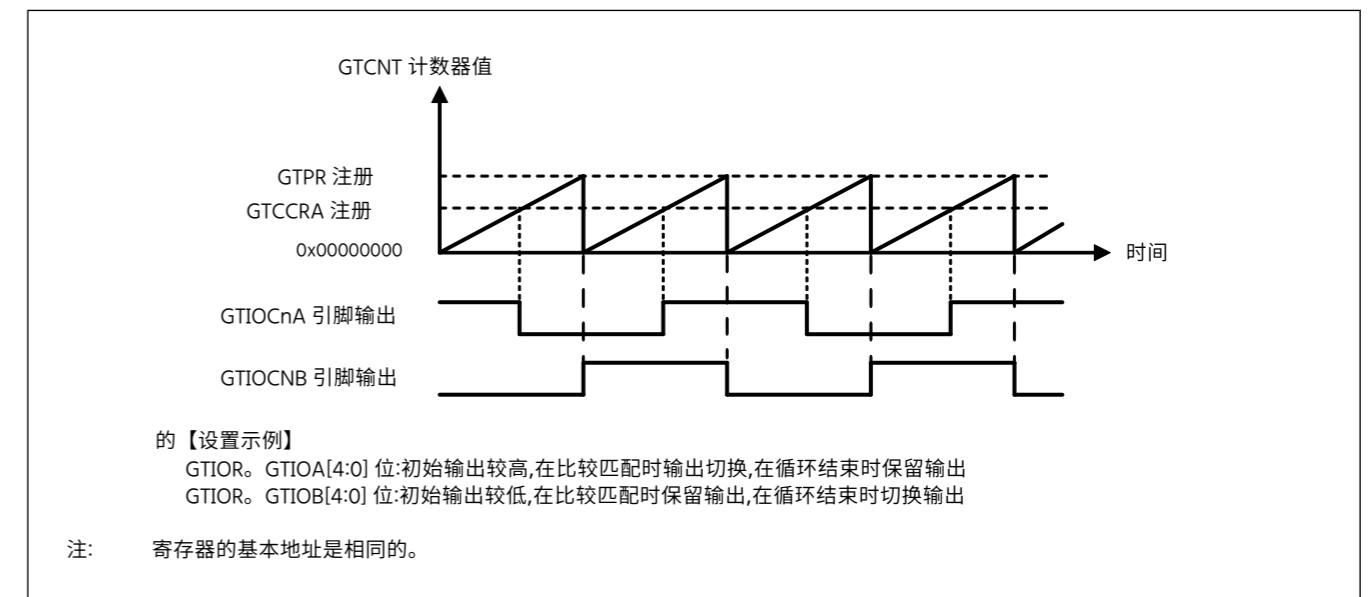 GTCNT 计数器值
GTPR 注册
GTCCRA 注册
0x00000000
时间
GTIOCnA 引脚输出
GTIOCNB 引脚输出
的【设置示例】
GTIOR。GTIOA[4:0] 位:初始输出较高,在比较匹配时输出切换,在循环结束时保留输出
GTIOR。GTIOB[4:0] 位:初始输出较低,在比较匹配时保留输出,在循环结束时切换输出
注: 寄存器的基本地址是相同的。